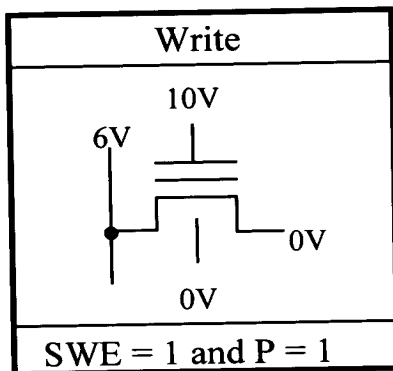 Write
10V
6V
0V
0V
SWE = 1 and P = 1